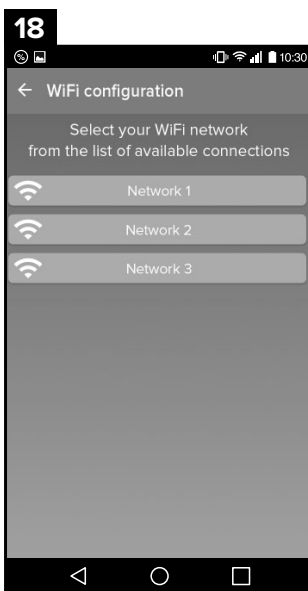 18
10:30
WiFi configuration
Select your WiFi network
from the list of available connections
Network 1
Network 2
Network 3